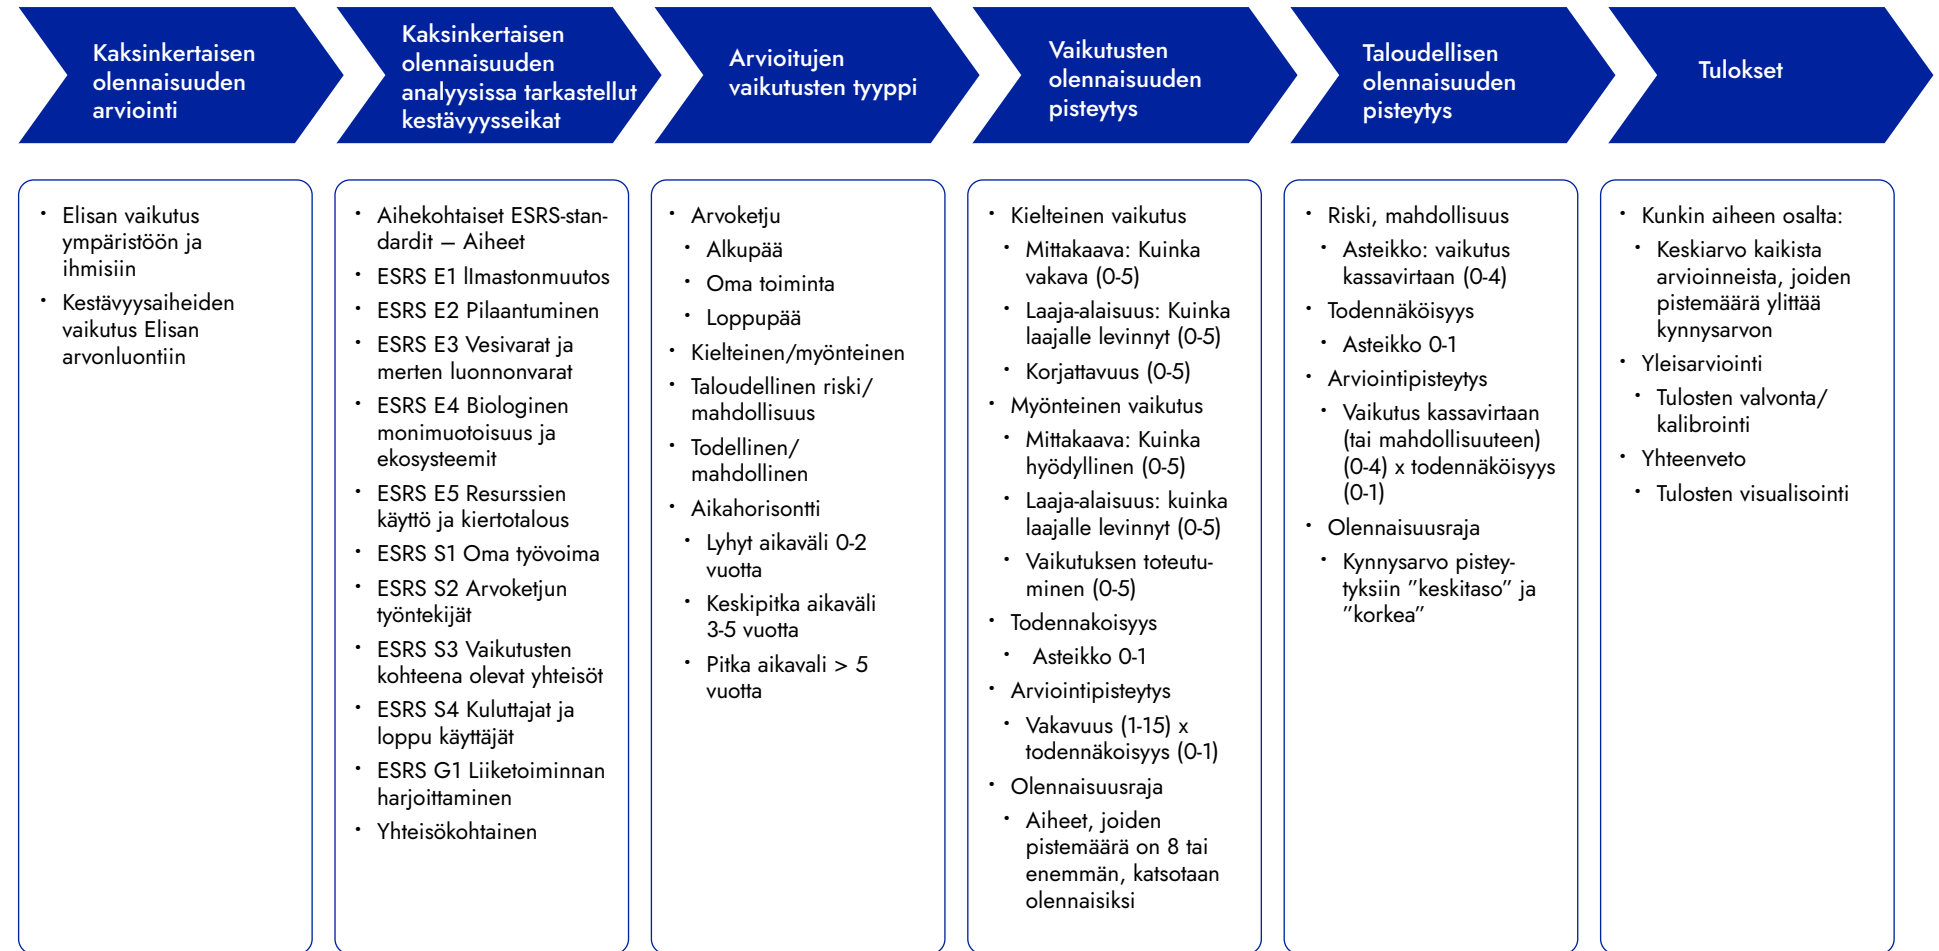 Kaksinkertaisen
olennaisuuden
arviointi
Kaksinkertaisen
olennaisuuden
analyysissa tarkastellut
kestävyysseikat
Arvioitujen
vaikutusten tyyppi
Vaikutusten
olennaisuuden
pisteytys
Taloudellisen
olennaisuuden
pisteytys
Tulokset
• Elisan vaikutus
ympäristöön ja
ihmisiin
• Kestävyysaiheiden
vaikutus Elisan
arvonluontiin
• Aihekohtaiset ESRS-stan-
dardit – Aiheet
• ESRS E1 lImastonmuutos
• ESRS E2 Pilaantuminen
• ESRS E3 Vesivarat ja
merten luonnonvarat
• ESRS E4 Biologinen
monimuotoisuus ja
ekosysteemit
• ESRS E5 Resurssien
käyttö ja kiertotalous
• ESRS S1 Oma työvoima
• ESRS S2 Arvoketjun
työntekijät
• ESRS S3 Vaikutusten
kohteena olevat yhteisöt
• ESRS S4 Kuluttajat ja
loppu käyttäjät
• ESRS G1 Liiketoiminnan
harjoittaminen
• Yhteisökohtainen
• Arvoketju
• Alkupää
• Oma toiminta
• Loppupää
• Kielteinen/myönteinen
• Taloudellinen riski/
mahdollisuus
• Todellinen/
mahdollinen
• Aikahorisontti
• Lyhyt aikaväli 0-2
vuotta
• Keskipitka aikaväli
3-5 vuotta
• Pitka aikavali > 5
vuotta
• Kielteinen vaikutus
• Mittakaava: Kuinka
vakava (0-5)
• Laaja-alaisuus: Kuinka
laajalle levinnyt (0-5)
• Korjattavuus (0-5)
• Myönteinen vaikutus
• Mittakaava: Kuinka
hyödyllinen (0-5)
• Laaja-alaisuus: kuinka
laajalle levinnyt (0-5)
• Vaikutuksen toteutu-
minen (0-5)
• Todennakoisyys
• Asteikko 0-1
• Arviointipisteytys
• Vakavuus (1-15) x
todennäkoisyys (0-1)
• Olennaisuusraja
• Aiheet, joiden
pistemäärä on 8 tai
enemmän, katsotaan
olennaisiksi
• Riski, mahdollisuus
• Asteikko: vaikutus
kassavirtaan (0-4)
• Todennäköisyys
• Asteikko 0-1
• Arviointipisteytys
• Vaikutus kassavirtaan
(tai mahdollisuuteen)
(0-4) x todennäköisyys
(0-1)
• Olennaisuusraja
• Kynnysarvo pistey-
tyksiin ”keskitaso” ja
”korkea”
• Kunkin aiheen osalta:
• Keskiarvo kaikista
arvioinneista, joiden
pistemäärä ylittää
kynnysarvon
• Yleisarviointi
• Tulosten valvonta/
kalibrointi
• Yhteenveto
• Tulosten visualisointi